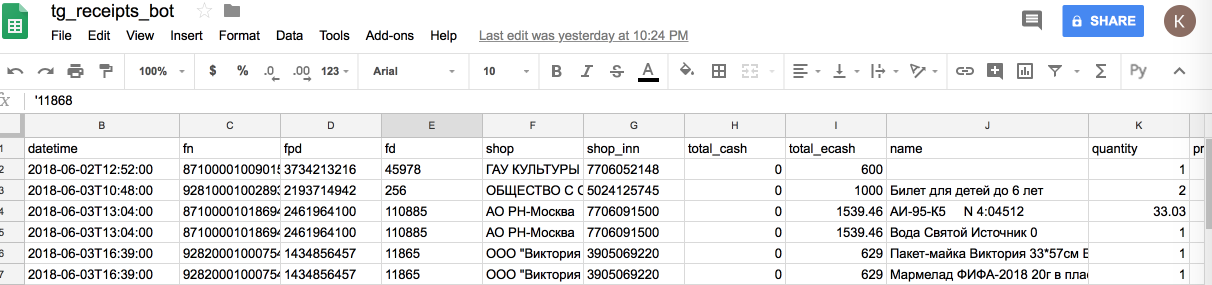 tg_receipts_bot
File Edit View Insert Format Data Tools Add-ons Help Last edit was yesterday at 10:24 PM
SHARE
K
100% $ % .0 .00 123 Arial 10 B I S A Py
fx '11868
B C D E F G H I J K
1 datetime fn fpd fd shop shop_inn total_cash total_ecash name quantity pr
2 2018-06-02T12:52:00 3734213216 45978 ГАУ КУЛЬТУРЫ 7706052148 0 600 1
3 2018-06-03T10:48:00 2193714942 256 ОБЩЕСТВО С 5024125745 0 1000 Билет для детей до 6 лет 2
4 2018-06-03T13:04:00 2461964100 110885 АО РН-Москва 7706091500 0 1539.46 АИ-95-К5 N 4:04512 33.03
5 2018-06-03T13:04:00 2461964100 110885 АО РН-Москва 7706091500 0 1539.46 Вода Святой Источник 0 1
6 2018-06-03T16:39:00 1434856457 11865 ООО "Виктория 3905069220 0 629 Пакет-майка Виктория 33*57см 1
7 2018-06-03T16:39:00 1434856457 11865 ООО "Виктория 3905069220 0 629 Мармелад ФИФА-2018 20г в 1